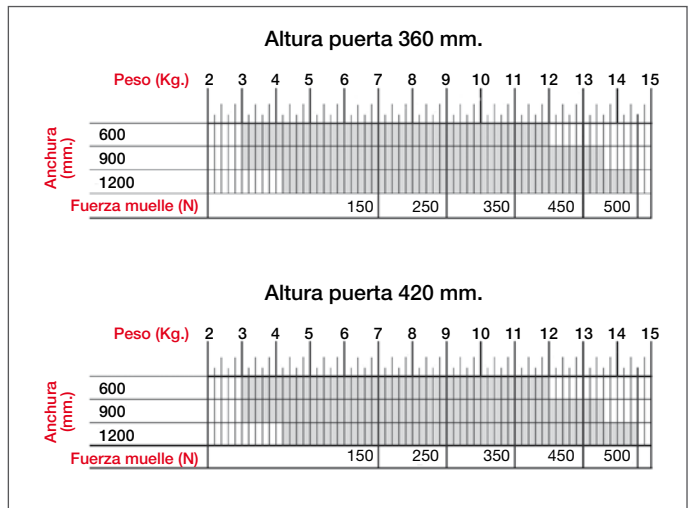 Altura puerta 360 mm.
Peso (Kg.) 2 3 4 5 6 7 8 9 10 11 12 13 14 15
Anchura
(mm.)
600
900
1200
Fuerza muelle (N) 150 250 350 450 500
Altura puerta 420 mm.
Peso (Kg.) 2 3 4 5 6 7 8 9 10 11 12 13 14 15
Anchura
(mm.)
600
900
1200
Fuerza muelle (N) 150 250 350 450 500